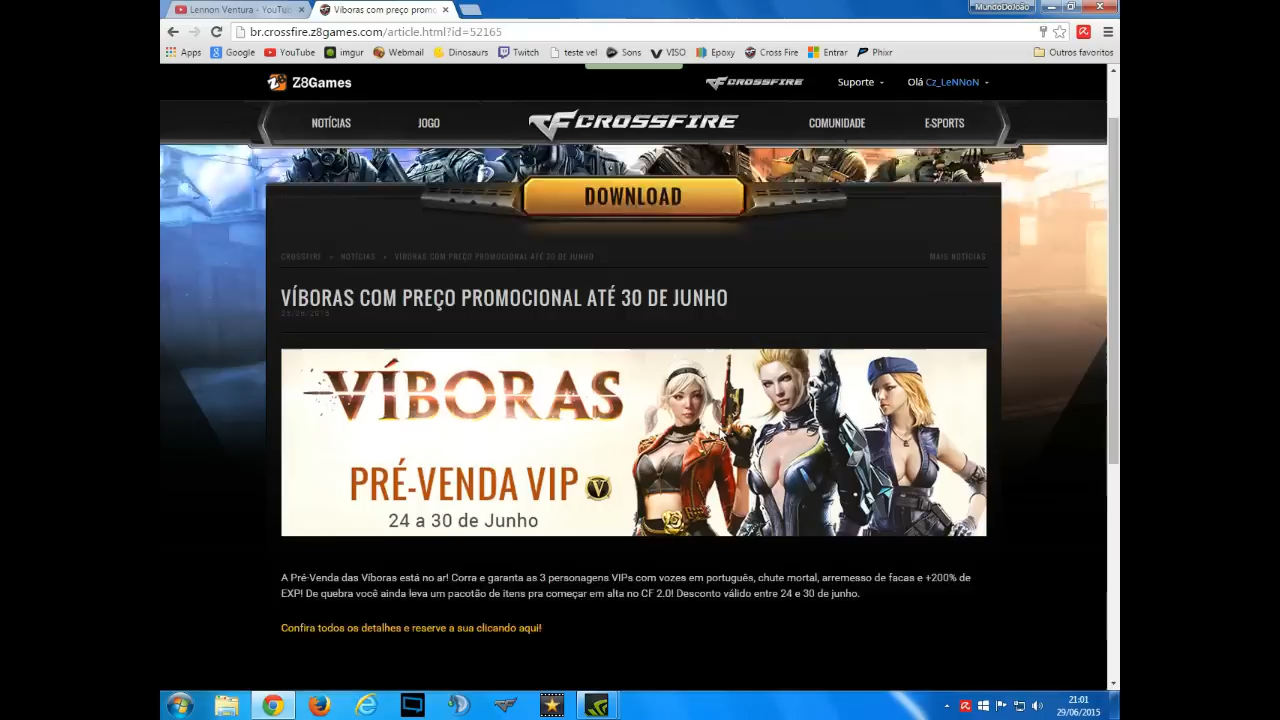 Lennon Ventura - YouTu
Víboras com preço promo
MundoDoJoão
br.crossfire.z8games.com/article.html?id=52165
Apps Google YouTube imgur Webmail Dinosaurs Twitch teste vel Sons VISO Epoxy Cross Fire Entrar Phixr Outros favoritos
Z8Games CROSSFIRE Suporte Olá Cz_LeNNoN
NOTÍCIAS JOGO CROSSFIRE COMUNIDADE E-SPORTS
DOWNLOAD
CROSSFIRE NOTÍCIAS VÍBORAS COM PREÇO PROMOCIONAL ATÉ 30 DE JUNHO MAIS NOTÍCIAS
VÍBORAS COM PREÇO PROMOCIONAL ATÉ 30 DE JUNHO
VÍBORAS
PRÉ-VENDA VIP V
24 a 30 de Junho
A Pré-Venda das Víboras está no ar! Corra e garanta as 3 personagens VIPs com vozes em português, chute mortal, arremesso de facas e +200% de
EXP! De quebra você ainda leva um pacotão de itens pra começar em alta no CF 2.0! Desconto válido entre 24 e 30 de junho.
Confira todos os detalhes e reserve a sua clicando aqui!
21:01
29/06/2015